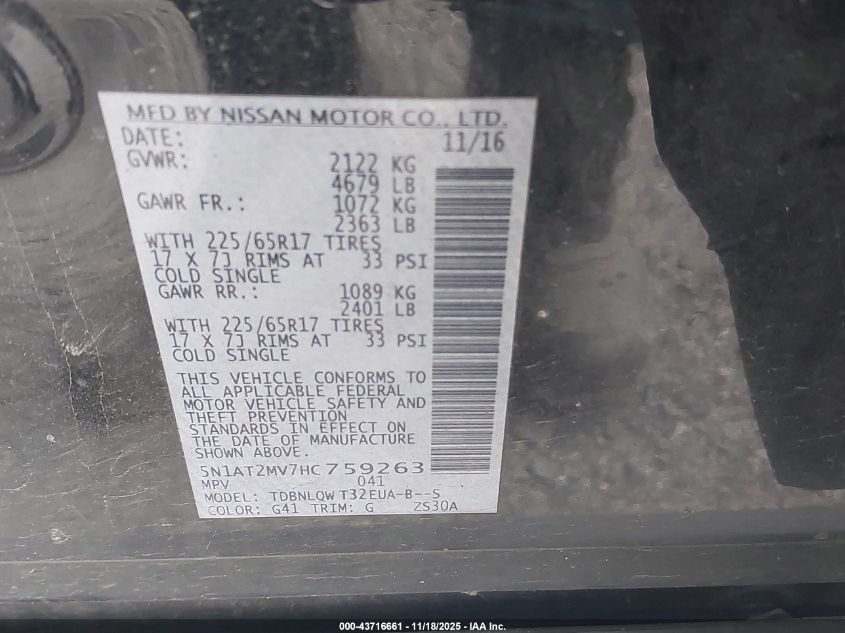 MFD BY NISSAN MOTOR CO., LTD.
DATE: 11/16
GVWR: 2122 KG
4679 LB
GAWR FR.: 1072 KG
2363 LB
WITH 225/65R17 TIRES
17 X 7J RIMS AT 33 PSI
COLD SINGLE
GAWR RR.: 1089 KG
2401 LB
WITH 225/65R17 TIRES
17 X 7J RIMS AT 33 PSI
COLD SINGLE
THIS VEHICLE CONFORMS TO
ALL APPLICABLE FEDERAL
MOTOR VEHICLE SAFETY AND
THEFT PREVENTION
STANDARDS IN EFFECT ON
THE DATE OF MANUFACTURE
SHOWN ABOVE.
5N1AT2MV7HC759263
MPV 041
MODEL: TDBNLQW T32EUA-B--S
COLOR: G41 TRIM: G ZS30A
000-43716661 - 11/18/2025 - IAA Inc.